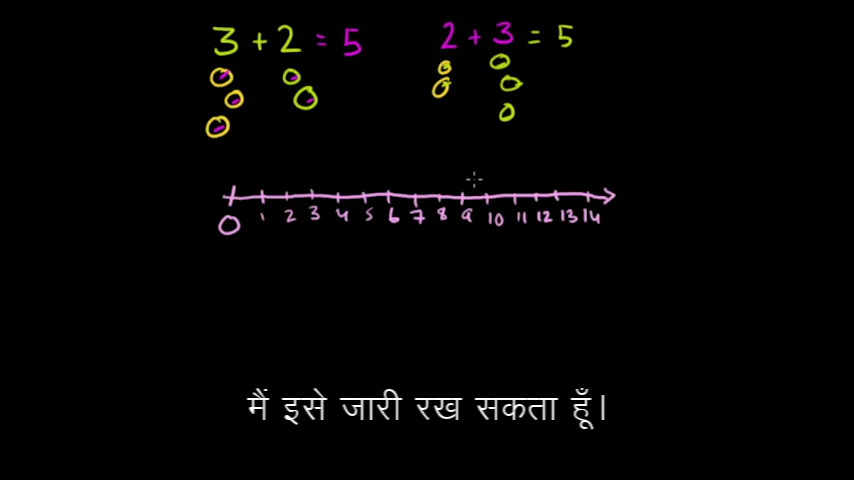 3 + 2 = 5
2 + 3 = 5
0 1 2 3 4 5 6 7 8 9 10 11 12 13 14
मैं इसे जारी रख सकता हूँ।